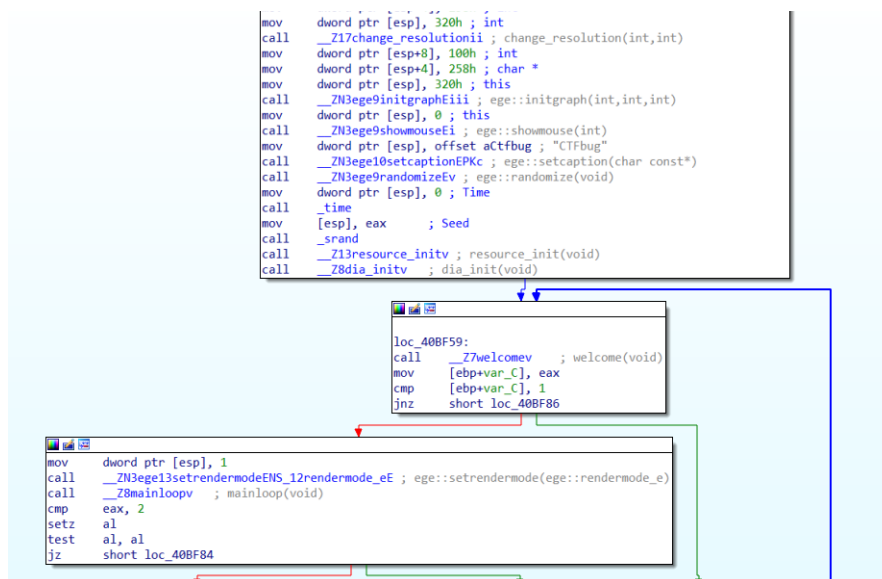 mov dword ptr [esp], 320h ; int
call __Z17change_resolutionii ; change_resolution(int,int)
mov dword ptr [esp+8], 100h ; int
mov dword ptr [esp+4], 258h ; char *
mov dword ptr [esp], 320h ; this
call __ZN3ege9initgraphEiii ; ege::initgraph(int,int,int)
mov dword ptr [esp], 0 ; this
call __ZN3ege9showmouseEi ; ege::showmouse(int)
mov dword ptr [esp], offset aCtfbug ; "CTFbug"
call __ZN3ege10setcaptionEPKc ; ege::setcaption(char const*)
call __ZN3ege9randomizeEv ; ege::randomize(void)
mov dword ptr [esp], 0 ; Time
call _time
mov [esp], eax ; Seed
call _srand
call __Z13resource_initv ; resource_init(void)
call __Z8dia_initv ; dia_init(void)
loc_40BF59:
call __Z7welcomev ; welcome(void)
mov [ebp+var_C], eax
cmp [ebp+var_C], 1
jnz short loc_40BF86
mov dword ptr [esp], 1
call __ZN3ege13setrendermodeENS_12rendermode_eE ; ege::setrendermode(ege::rendermode_e)
call __Z8mainloopv ; mainloop(void)
cmp eax, 2
setz al
test al, al
jz short loc_40BF84